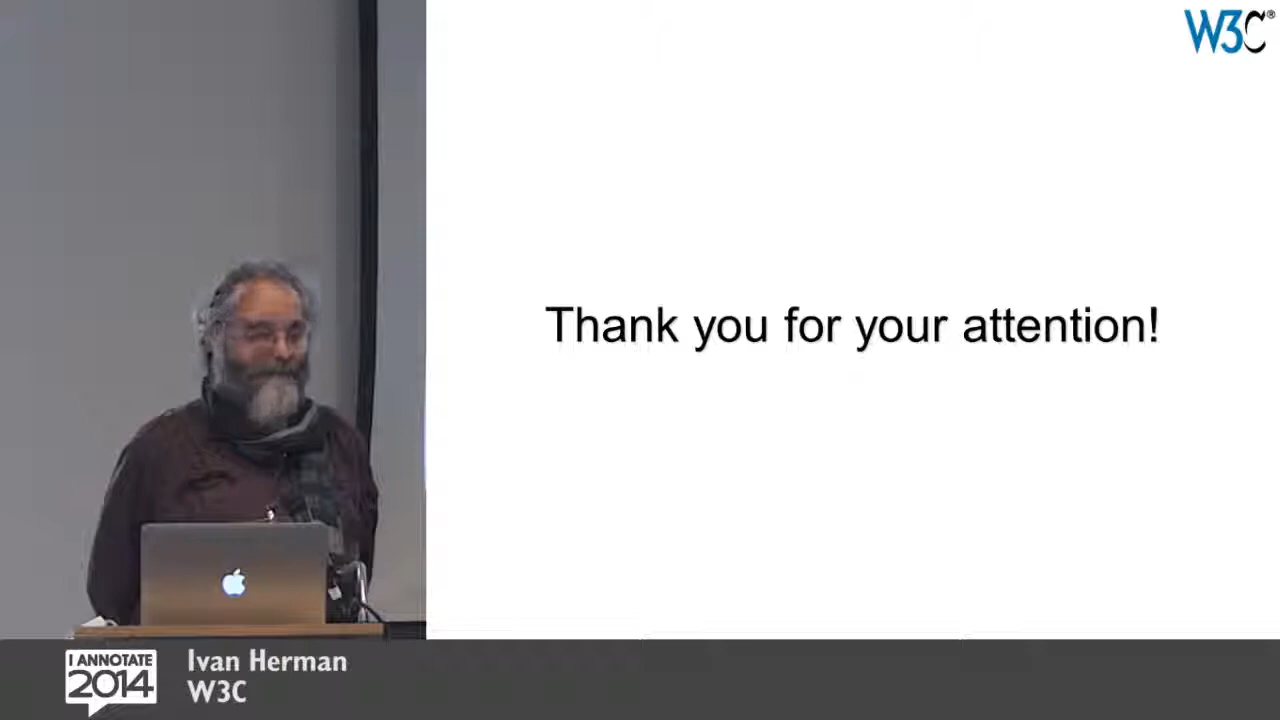 W3C®
Thank you for your attention!
I ANNOTATE
2014
Ivan Herman
W3C